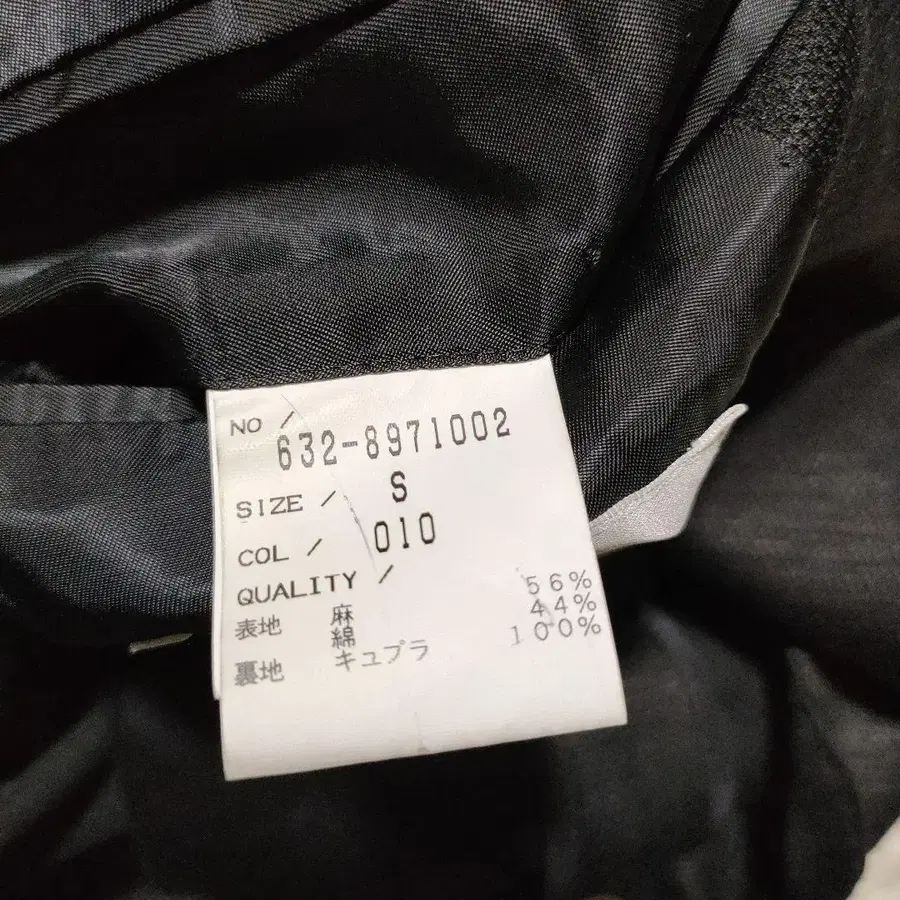 NO / 632-8971002
SIZE / S
COL / 010
QUALITY /
表地 麻 56%
綿 44%
裏地 キュプラ 100%